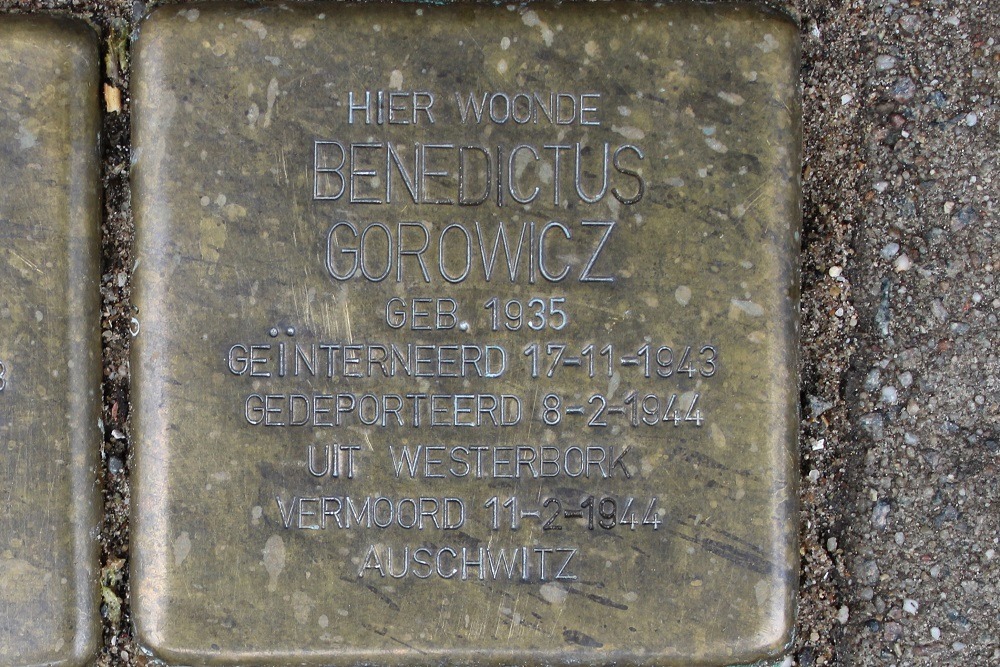 HIER WOONDE
BENEDICTUS
GOROWICZ
GEB. 1935
GEÏNTERNEERD 17-11-1943
GEDEPORTEERD 8-2-1944
UIT WESTERBORK
VERMOORD 11-2-1944
AUSCHWITZ